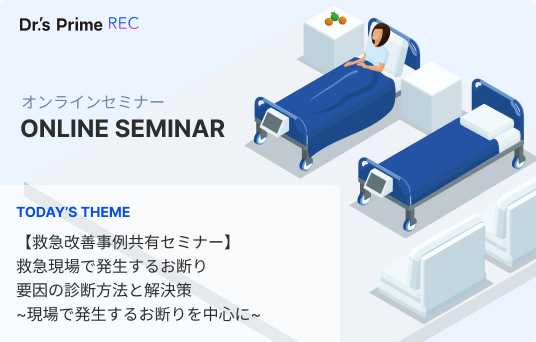 Dr.'s Prime REC
オンラインセミナー
ONLINE SEMINAR
TODAY'S THEME
【救急改善事例共有セミナー】
救急現場で発生するお断り
要因の診断方法と解決策
~現場で発生するお断りを中心に~